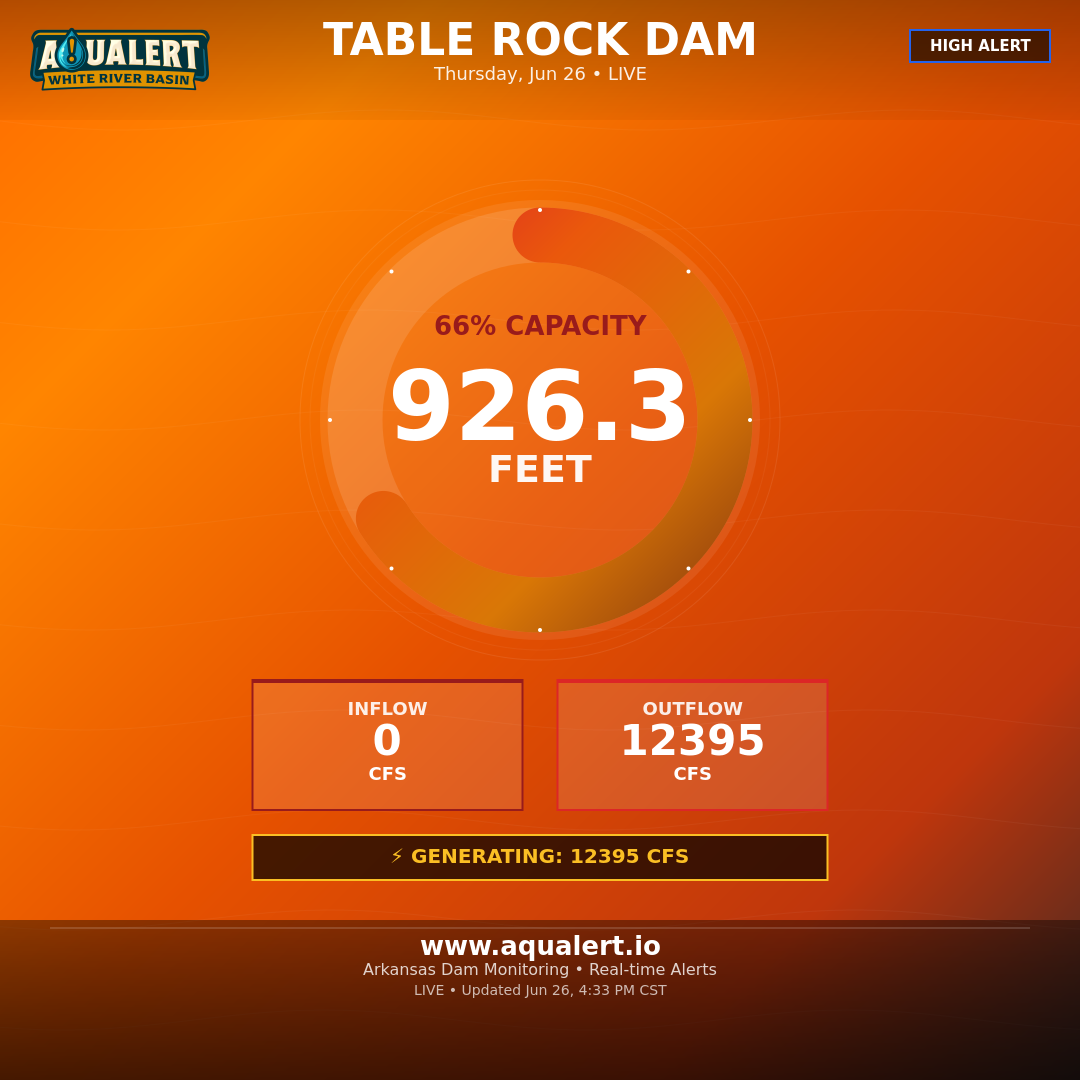 AQUALERT
WHITE RIVER BASIN
TABLE ROCK DAM
Thursday, Jun 26 • LIVE
HIGH ALERT
66% CAPACITY
926.3
FEET
INFLOW
0
CFS
OUTFLOW
12395
CFS
⚡ GENERATING: 12395 CFS
www.aqualert.io
Arkansas Dam Monitoring • Real-time Alerts
LIVE • Updated Jun 26, 4:33 PM CST